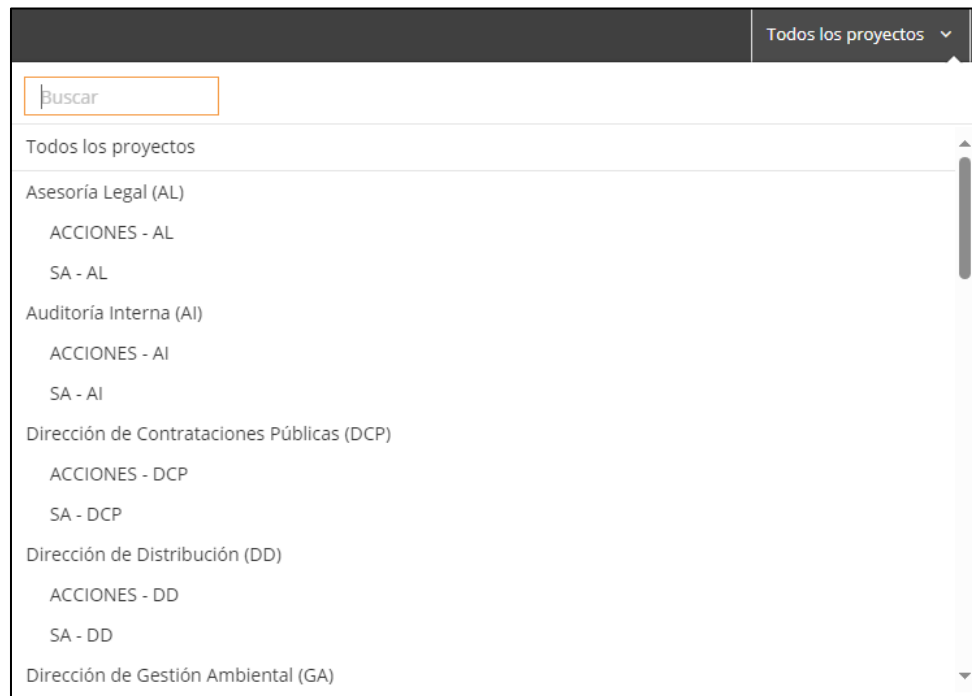 Todos los proyectos
Buscar
Todos los proyectos
Asesoría Legal (AL)
ACCIONES - AL
SA - AL
Auditoría Interna (AI)
ACCIONES - AI
SA - AI
Dirección de Contrataciones Públicas (DCP)
ACCIONES - DCP
SA - DCP
Dirección de Distribución (DD)
ACCIONES - DD
SA - DD
Dirección de Gestión Ambiental (GA)